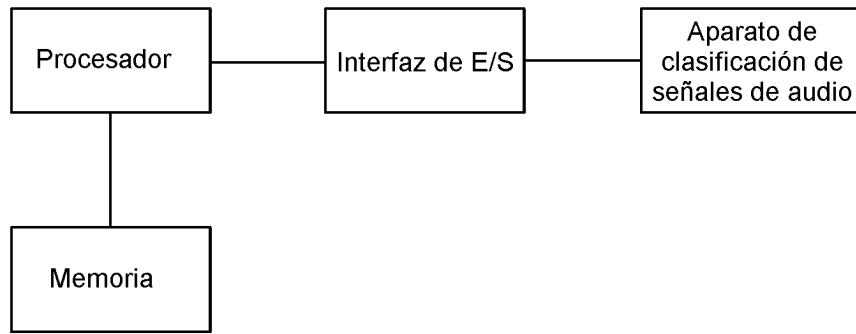 Procesador
Interfaz de E/S
Aparato de
clasificación de
señales de audio
Memoria